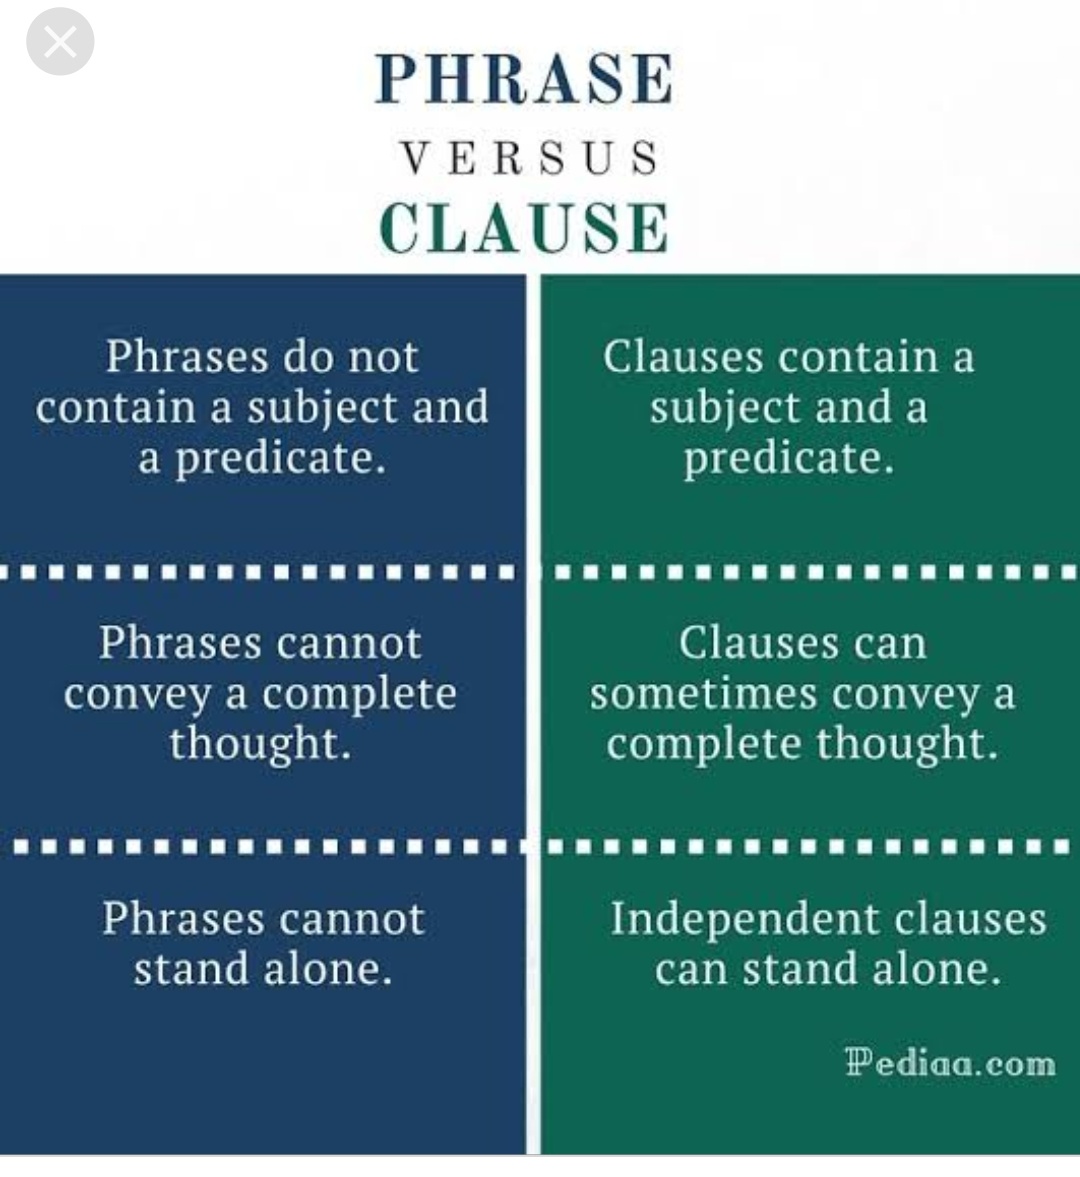 PHRASE
VERSUS
CLAUSE
Phrases do not
contain a subject and
a predicate.
Clauses contain a
subject and a
predicate.
Phrases cannot
convey a complete
thought.
Clauses can
sometimes convey a
complete thought.
Phrases cannot
stand alone.
Independent clauses
can stand alone.
Pediaa.com